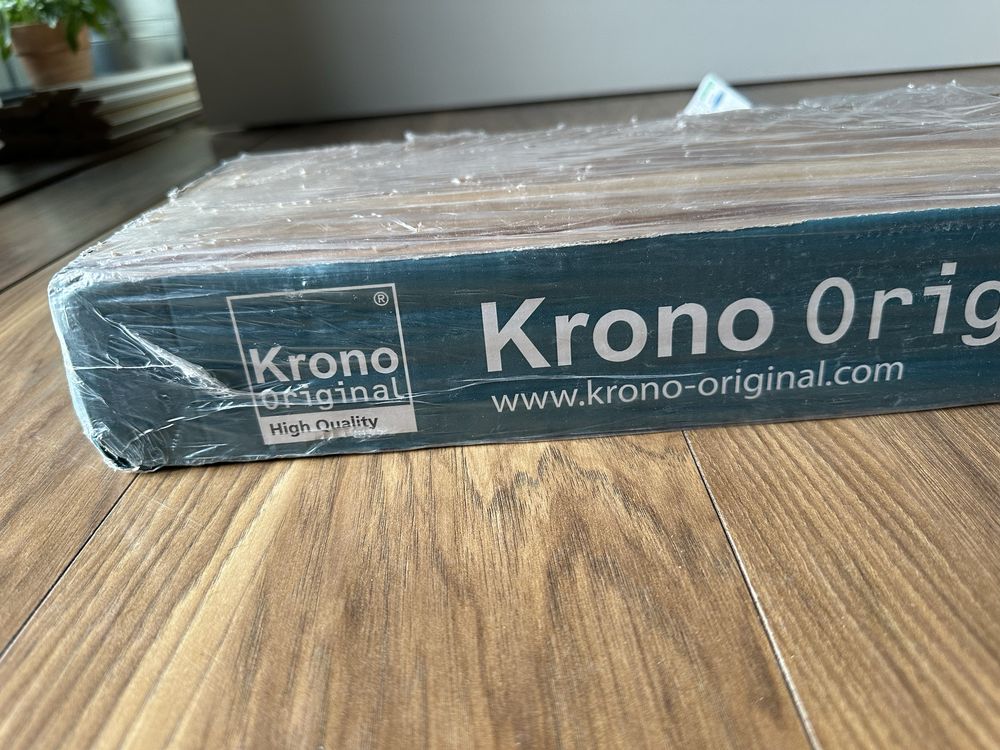 ®
Krono
Original
High Quality
Krono Orig
www.krono-original.com